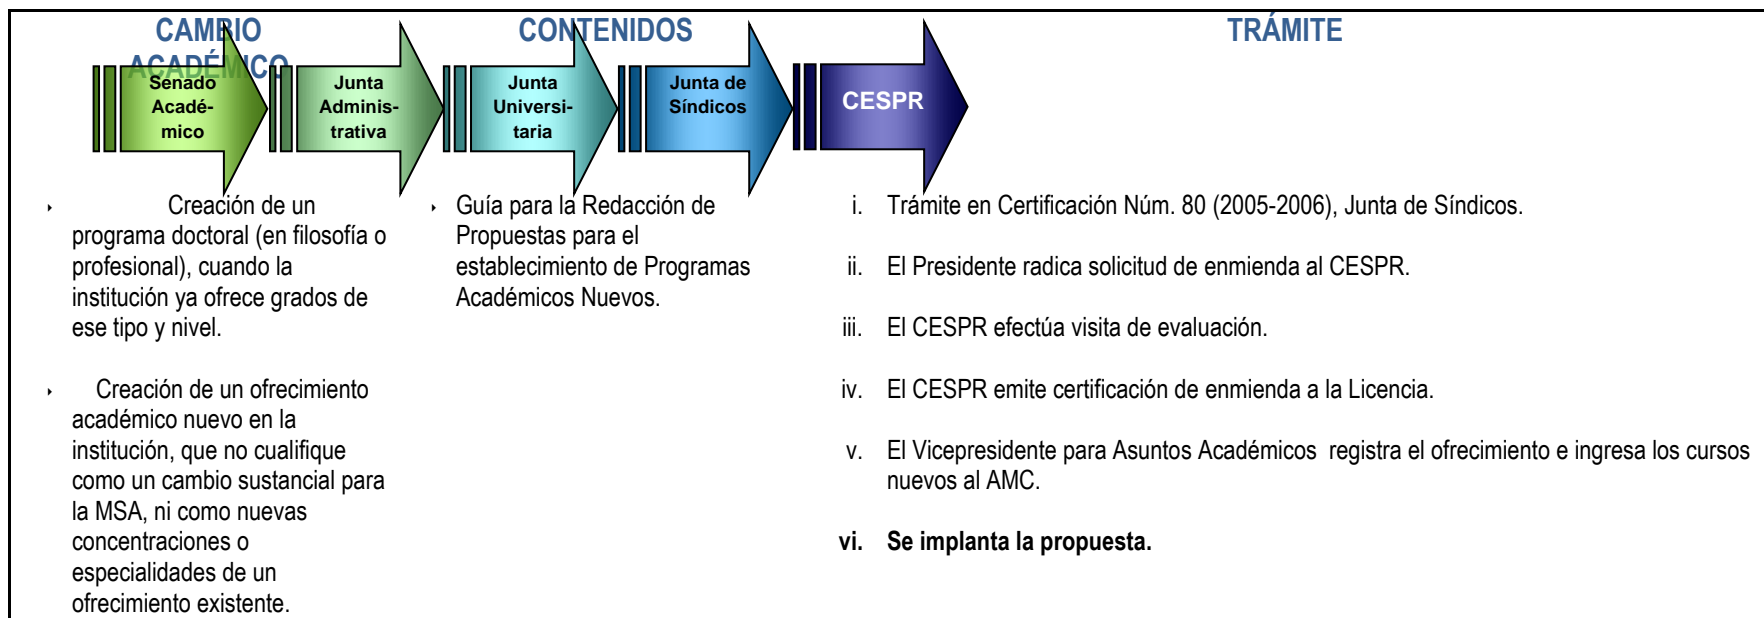 CAMBIO
ACADÉMICO
CONTENIDOS
TRÁMITE
Senado
Acadé-
mico
Junta
Adminis-
trativa
Junta
Universi-
taria
Junta de
Síndicos
CESPR
‣ Creación de un
programa doctoral (en filosofía o
profesional), cuando la
institución ya ofrece grados de
ese tipo y nivel.
‣ Creación de un ofrecimiento
académico nuevo en la
institución, que no cualifique
como un cambio sustancial para
la MSA, ni como nuevas
concentraciones o
especialidades de un
ofrecimiento existente.
‣ Guía para la Redacción de
Propuestas para el
establecimiento de Programas
Académicos Nuevos.
i. Trámite en Certificación Núm. 80 (2005-2006), Junta de Síndicos.
ii. El Presidente radica solicitud de enmienda al CESPR.
iii. El CESPR efectúa visita de evaluación.
iv. El CESPR emite certificación de enmienda a la Licencia.
v. El Vicepresidente para Asuntos Académicos registra el ofrecimiento e ingresa los cursos
nuevos al AMC.
vi. Se implanta la propuesta.